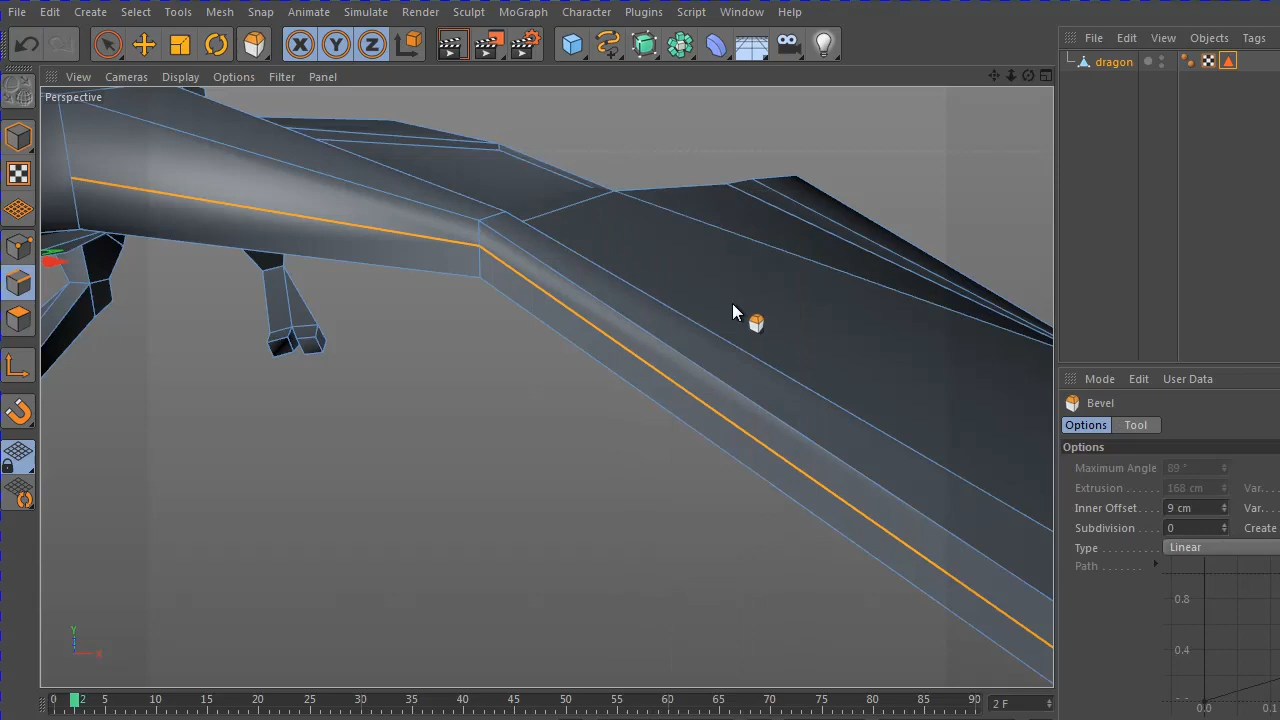 File Edit Create Select Tools Mesh Snap Animate Simulate Render Sculpt MoGraph Character Plugins Script Window Help
File Edit View Objects Tags
dragon
View Cameras Display Options Filter Panel
Perspective
Mode Edit User Data
Bevel
Options Tool
Options
Maximum Angle 89 °
Extrusion . . . . . . 168 cm Var. . .
Inner Offset . . . 9 cm Var. . .
Subdivision . . . 0 Create
Type . . . . . . . . . Linear
Path . . . . . . .
0.8
0.4
0.0 0.1
Y
X
0 2 5 10 15 20 25 30 35 40 45 50 55 60 65 70 75 80 85 90 2 F